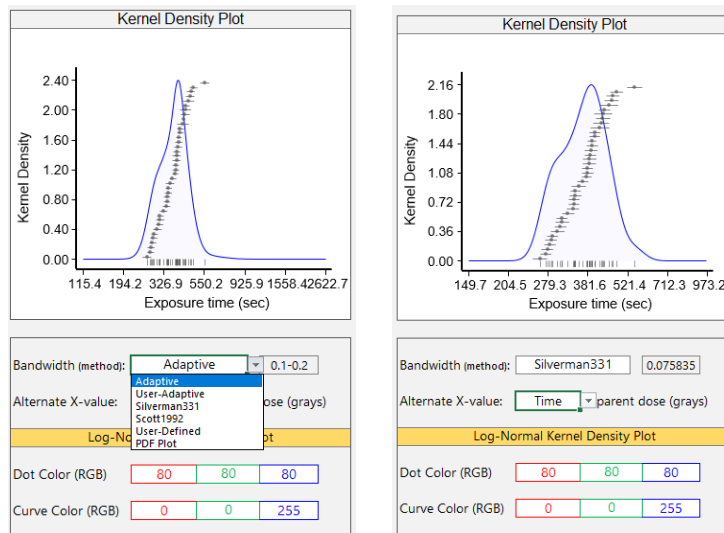 Kernel Density Plot
Kernel Density
2.40
2.00
1.60
1.20
0.80
0.40
0.00
115.4 194.2 326.9 550.2 925.9 1558.42622.7
Exposure time (sec)
Bandwidth (method): Adaptive 0.1-0.2
Adaptive
User-Adaptive
Silverman331
Scott1992
User-Defined
PDF Plot
Alternate X-value: ose (grays)
Log-No ot
Dot Color (RGB) 80 80 80
Curve Color (RGB) 0 0 255
Kernel Density Plot
Kernel Density
2.16
1.80
1.44
1.08
0.72
0.36
0.00
149.7 204.5 279.3 381.6 521.4 712.3 973.2
Exposure time (sec)
Bandwidth (method): Silverman331 0.075835
Alternate X-value: Time parent dose (grays)
Log-Normal Kernel Density Plot
Dot Color (RGB) 80 80 80
Curve Color (RGB) 0 0 255